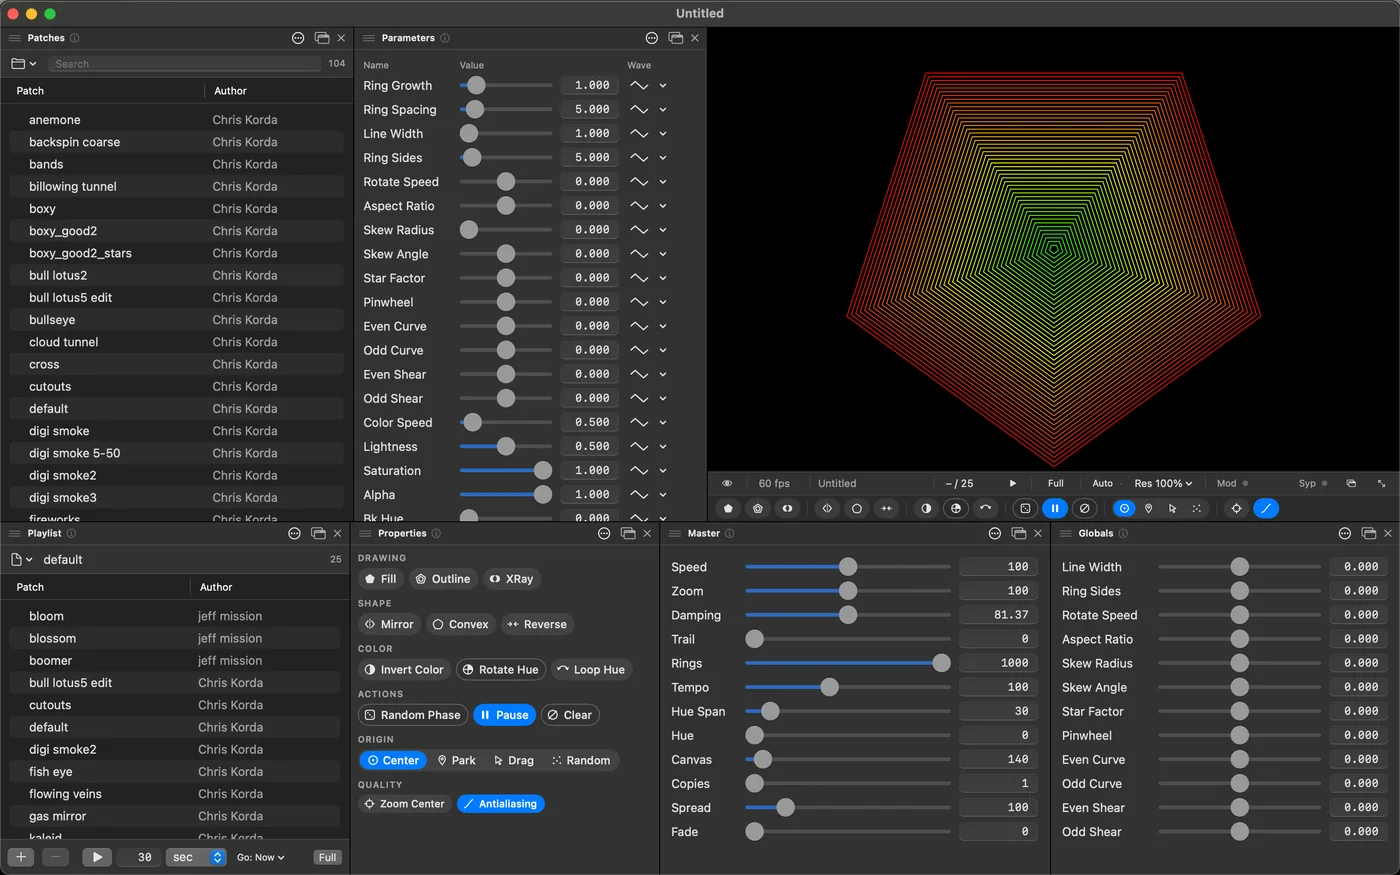 Untitled
Patches
Search 104
Patch Author
anemone Chris Korda
backspin coarse Chris Korda
bands Chris Korda
billowing tunnel Chris Korda
boxy Chris Korda
boxy_good2 Chris Korda
boxy_good2_stars Chris Korda
bull lotus2 Chris Korda
bull lotus5 edit Chris Korda
bullseye Chris Korda
cloud tunnel Chris Korda
cross Chris Korda
cutouts Chris Korda
default Chris Korda
digi smoke Chris Korda
digi smoke 5-50 Chris Korda
digi smoke2 Chris Korda
digi smoke3 Chris Korda
fireworks Chris Korda
Parameters
Name Value Wave
Ring Growth 1.000
Ring Spacing 5.000
Line Width 1.000
Ring Sides 5.000
Rotate Speed 0.000
Aspect Ratio 0.000
Skew Radius 0.000
Skew Angle 0.000
Star Factor 0.000
Pinwheel 0.000
Even Curve 0.000
Odd Curve 0.000
Even Shear 0.000
Odd Shear 0.000
Color Speed 0.500
Lightness 0.500
Saturation 1.000
Alpha 1.000
Bk Hue 0.000
60 fps Untitled – / 25 Full Auto Res 100% Mod Syp
Playlist
default 25
Patch Author
bloom jeff mission
blossom jeff mission
boomer jeff mission
bull lotus5 edit Chris Korda
cutouts Chris Korda
default Chris Korda
digi smoke2 Chris Korda
fish eye Chris Korda
flowing veins Chris Korda
gas mirror Chris Korda
kaleid Chris Korda
30 sec Go: Now Full
Properties
DRAWING
Fill Outline XRay
SHAPE
Mirror Convex Reverse
COLOR
Invert Color Rotate Hue Loop Hue
ACTIONS
Random Phase Pause Clear
ORIGIN
Center Park Drag Random
QUALITY
Zoom Center Antialiasing
Master
Speed 100
Zoom 100
Damping 81.37
Trail 0
Rings 1000
Tempo 100
Hue Span 30
Hue 0
Canvas 140
Copies 1
Spread 100
Fade 0
Globals
Line Width 0.000
Ring Sides 0.000
Rotate Speed 0.000
Aspect Ratio 0.000
Skew Radius 0.000
Skew Angle 0.000
Star Factor 0.000
Pinwheel 0.000
Even Curve 0.000
Odd Curve 0.000
Even Shear 0.000
Odd Shear 0.000